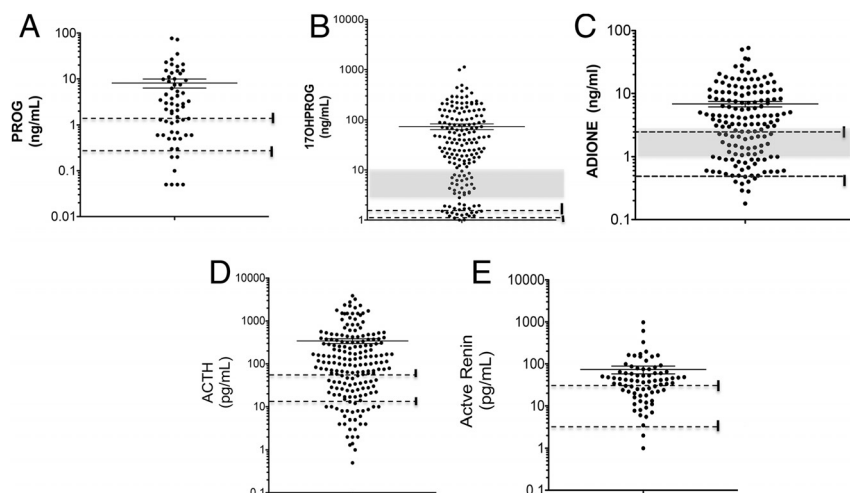 A
PROG
(ng/mL)
100
10
1
0.1
0.01
B
17OHPROG
(ng/mL)
10000
1000
100
10
1
C
ADIONE (ng/ml)
100
10
1
0.1
D
ACTH
(pg/mL)
10000
1000
100
10
1
0.1
E
Actve Renin
(pg/mL)
10000
1000
100
10
1
0.1